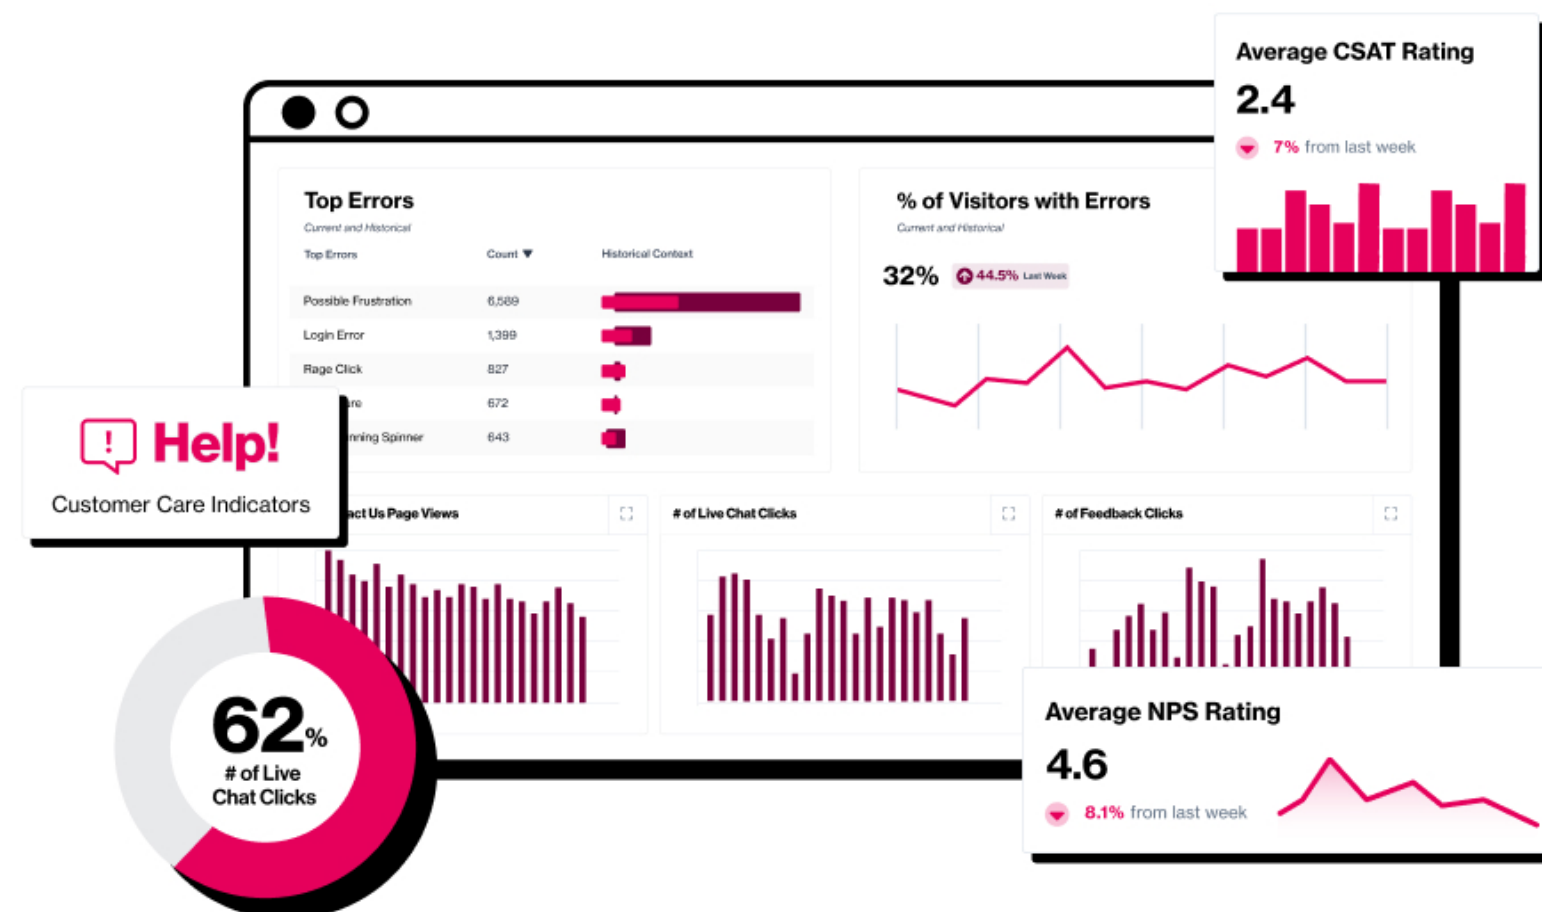 Average CSAT Rating
2.4
7% from last week
Top Errors
Current and Historical
Top Errors Count ▼ Historical Context
Possible Frustration 6,589
Login Error 1,399
Rage Click 827
672
Spinner 643
% of Visitors with Errors
Current and Historical
32% 44.5% Last Week
! Help!
Customer Care Indicators
Us Page Views
# of Live Chat Clicks
# of Feedback Clicks
62%
# of Live
Chat Clicks
Average NPS Rating
4.6
8.1% from last week